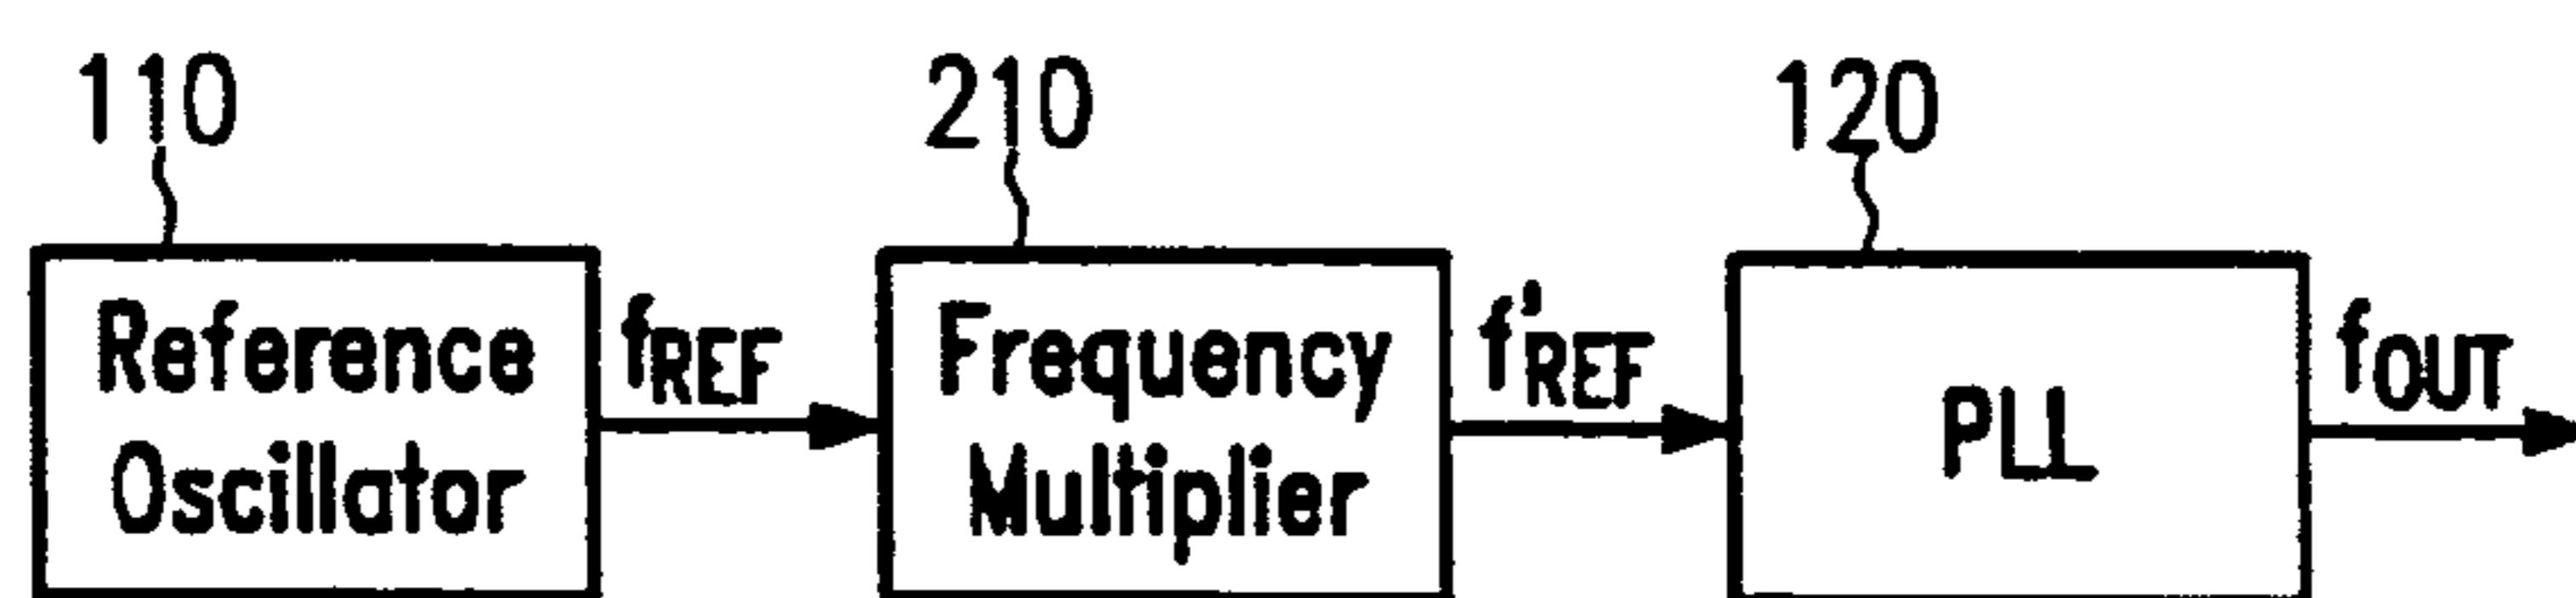 110
210
120
Reference
Oscillator
fREF
Frequency
Multiplier
f'REF
PLL
fOUT